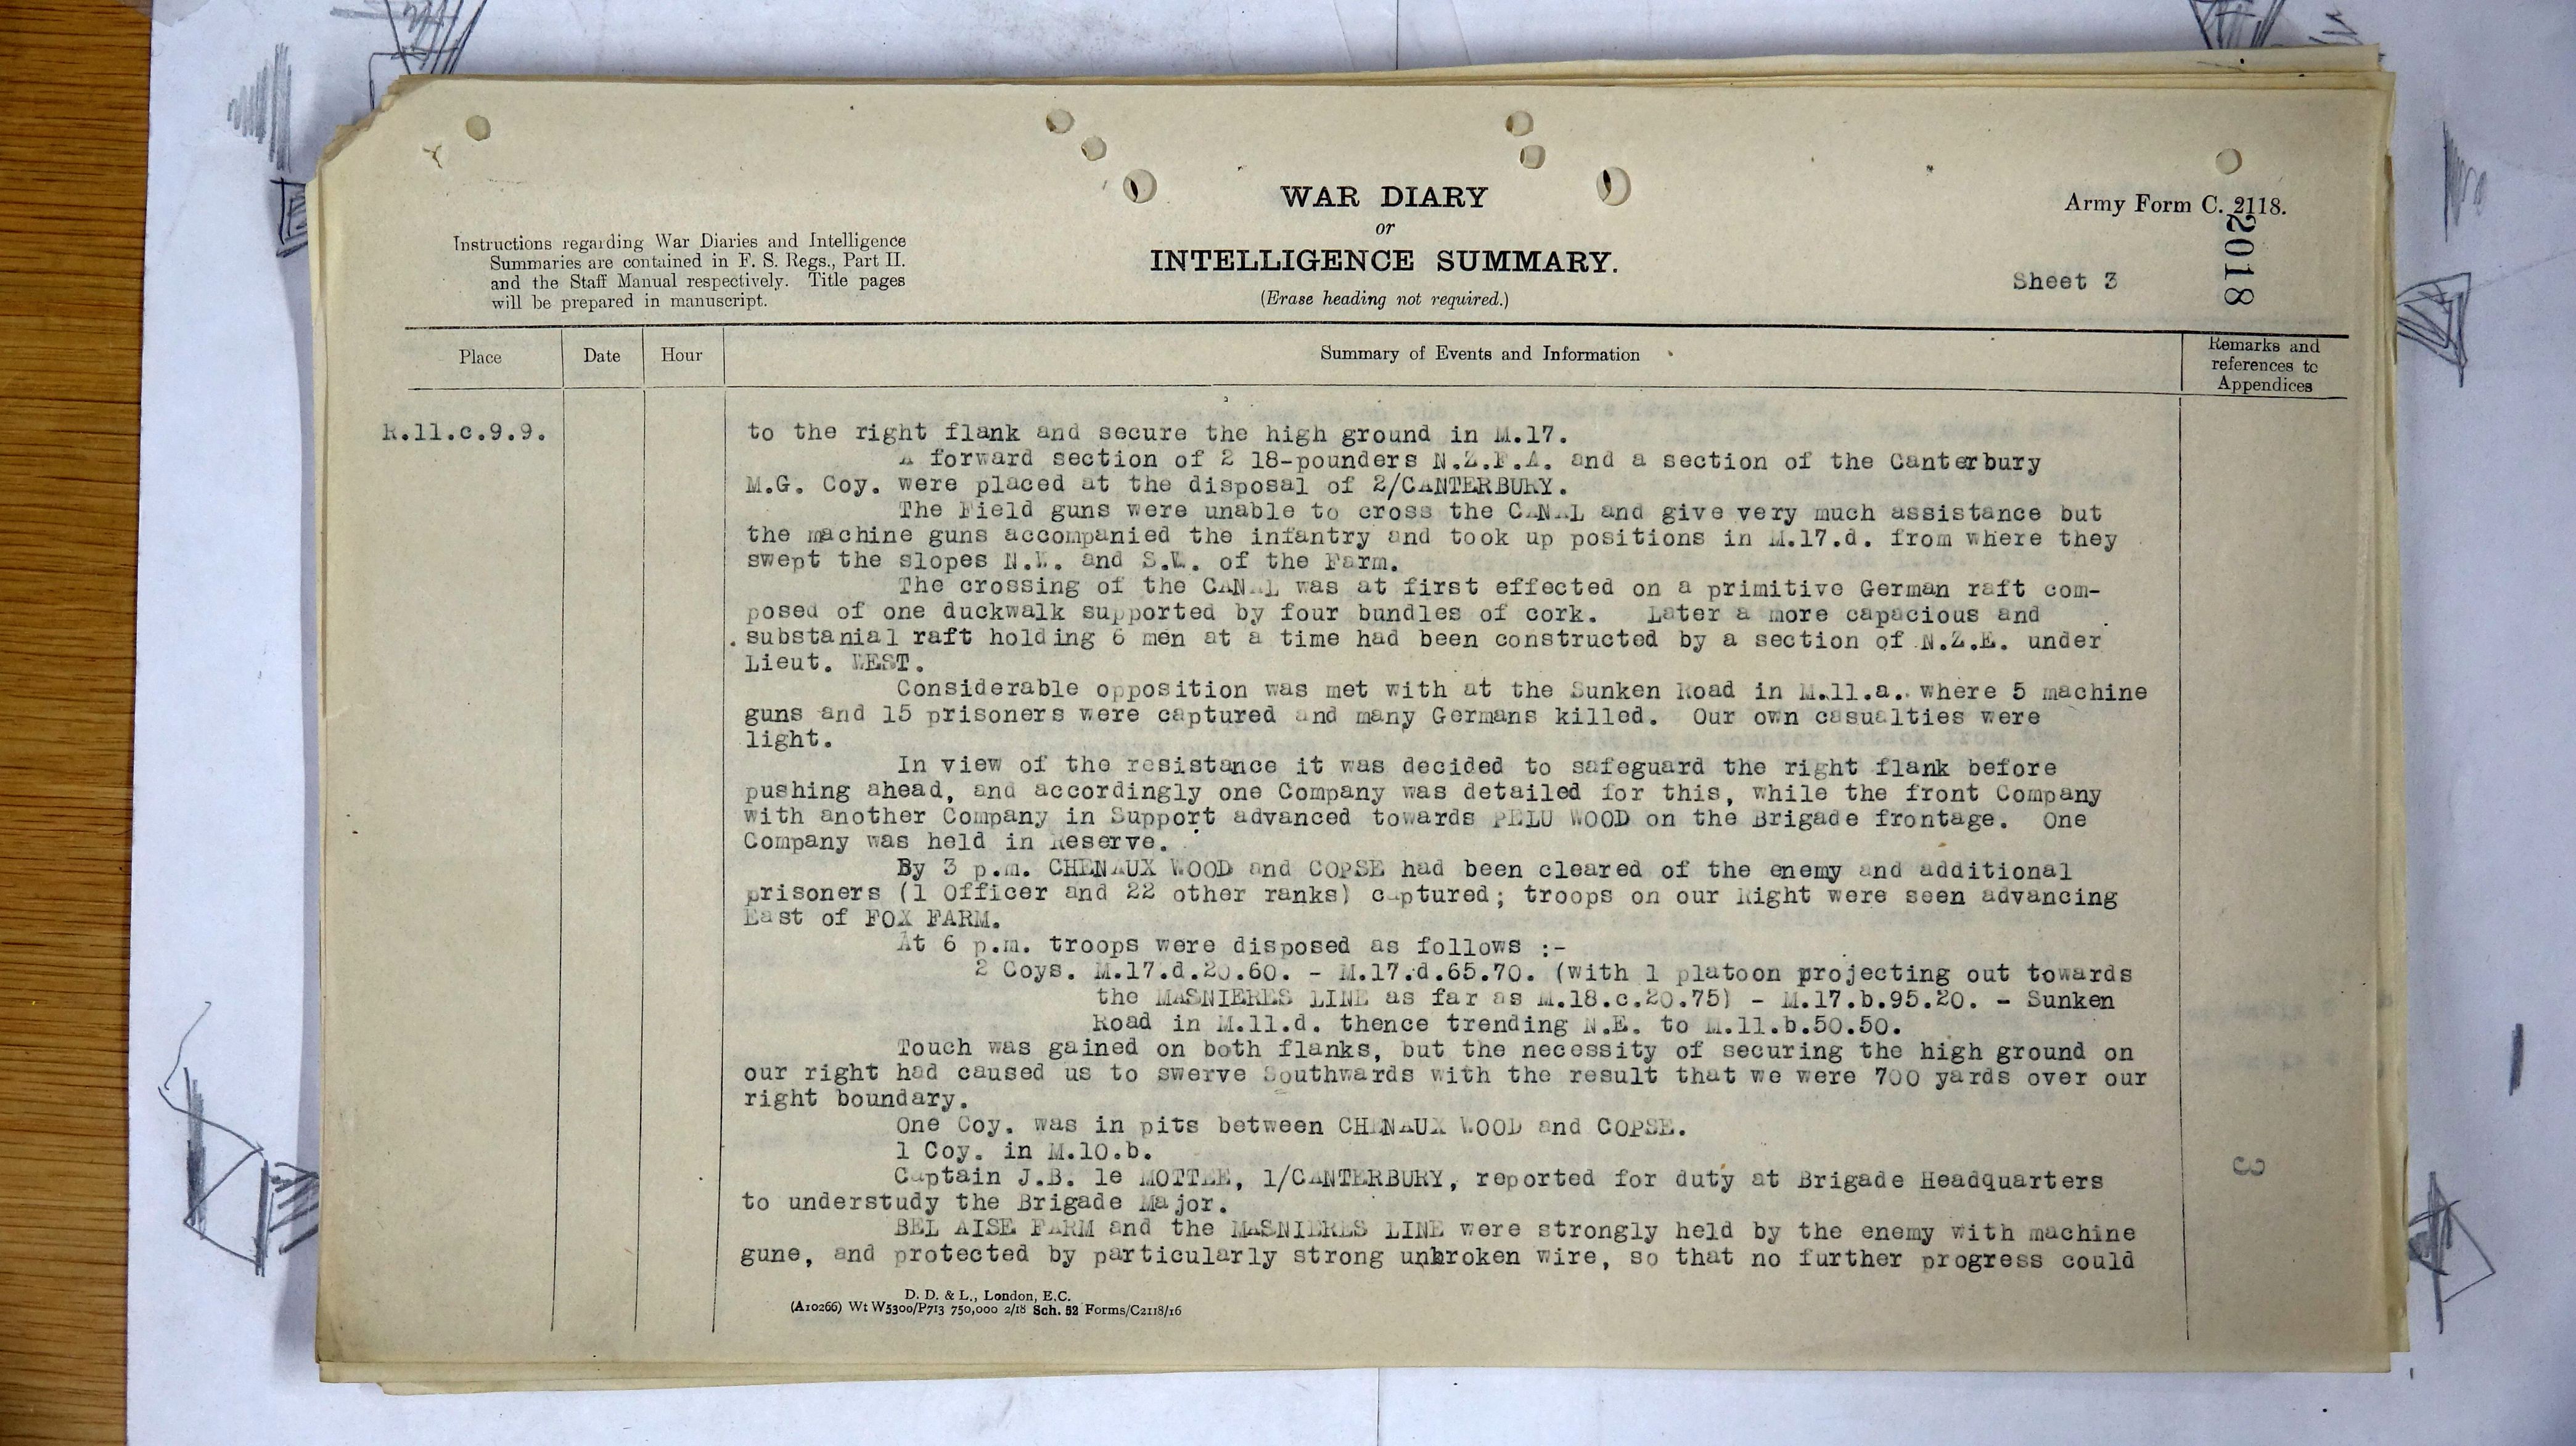 WAR DIARY
or
INTELLIGENCE SUMMARY.
(Erase heading not required.)
Army Form C. 2118.
2018
Sheet 3
Instructions regarding War Diaries and Intelligence
Summaries are contained in F. S. Regs., Part II.
and the Staff Manual respectively. Title pages
will be prepared in manuscript.
Place
Date
Hour
Summary of Events and Information
Remarks and
references to
Appendices
R.11.c.9.9.
to the right flank and secure the high ground in M.17.
A forward section of 2 18-pounders N.Z.F.A. and a section of the Canterbury
M.G. Coy. were placed at the disposal of 2/CANTERBURY.
The Field guns were unable to cross the CANAL and give very much assistance but
the machine guns accompanied the infantry and took up positions in M.17.d. from where they
swept the slopes N.W. and S.W. of the Farm.
The crossing of the CANAL was at first effected on a primitive German raft com-
posed of one duckwalk supported by four bundles of cork. Later a more capacious and
substanial raft holding 6 men at a time had been constructed by a section of N.Z.E. under
Lieut. WEST.
Considerable opposition was met with at the Sunken Road in M.11.a. where 5 machine
guns and 15 prisoners were captured and many Germans killed. Our own casualties were
light.
In view of the resistance it was decided to safeguard the right flank before
pushing ahead, and accordingly one Company was detailed for this, while the front Company
with another Company in Support advanced towards PELU WOOD on the Brigade frontage. One
Company was held in Reserve.
By 3 p.m. CHENAUX WOOD and COPSE had been cleared of the enemy and additional
prisoners (1 Officer and 22 other ranks) captured; troops on our Right were seen advancing
East of FOX FARM.
At 6 p.m. troops were disposed as follows :-
2 Coys. M.17.d.20.60. - M.17.d.65.70. (with 1 platoon projecting out towards
the MASNIERES LINE as far as M.18.c.20.75) - M.17.b.95.20. - Sunken
Road in M.11.d. thence trending N.E. to M.11.b.50.50.
Touch was gained on both flanks, but the necessity of securing the high ground on
our right had caused us to swerve Southwards with the result that we were 700 yards over our
right boundary.
One Coy. was in pits between CHENAUX WOOD and COPSE.
1 Coy. in M.10.b.
Captain J.B. le MOTTEE, 1/CANTERBURY, reported for duty at Brigade Headquarters
to understudy the Brigade Major.
BEL AISE FARM and the MASNIERES LINE were strongly held by the enemy with machine
gune, and protected by particularly strong unbroken wire, so that no further progress could
3
D. D. & L., London, E.C.
(A10266) Wt W5300/P713 750,000 2/18 Sch. 52 Forms/C2118/16